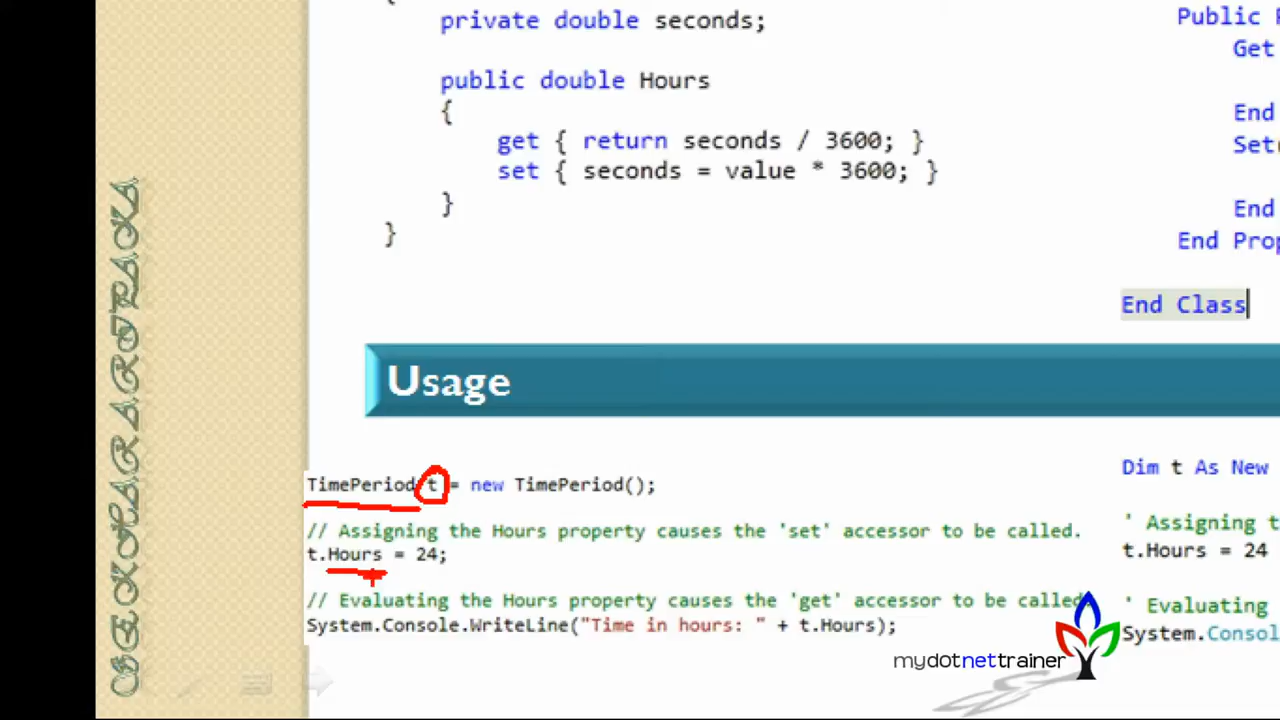 {
private double seconds;
public double Hours
{
get { return seconds / 3600; }
set { seconds = value * 3600; }
}
}
Public
Get
End
Set
End
End Prop
End Class
Usage
TimePeriod t = new TimePeriod();
// Assigning the Hours property causes the 'set' accessor to be called.
t.Hours = 24;
// Evaluating the Hours property causes the 'get' accessor to be called.
System.Console.WriteLine("Time in hours: " + t.Hours);
Dim t As New
' Assigning t
t.Hours = 24
' Evaluating
System.Consol
mydotnettrainer